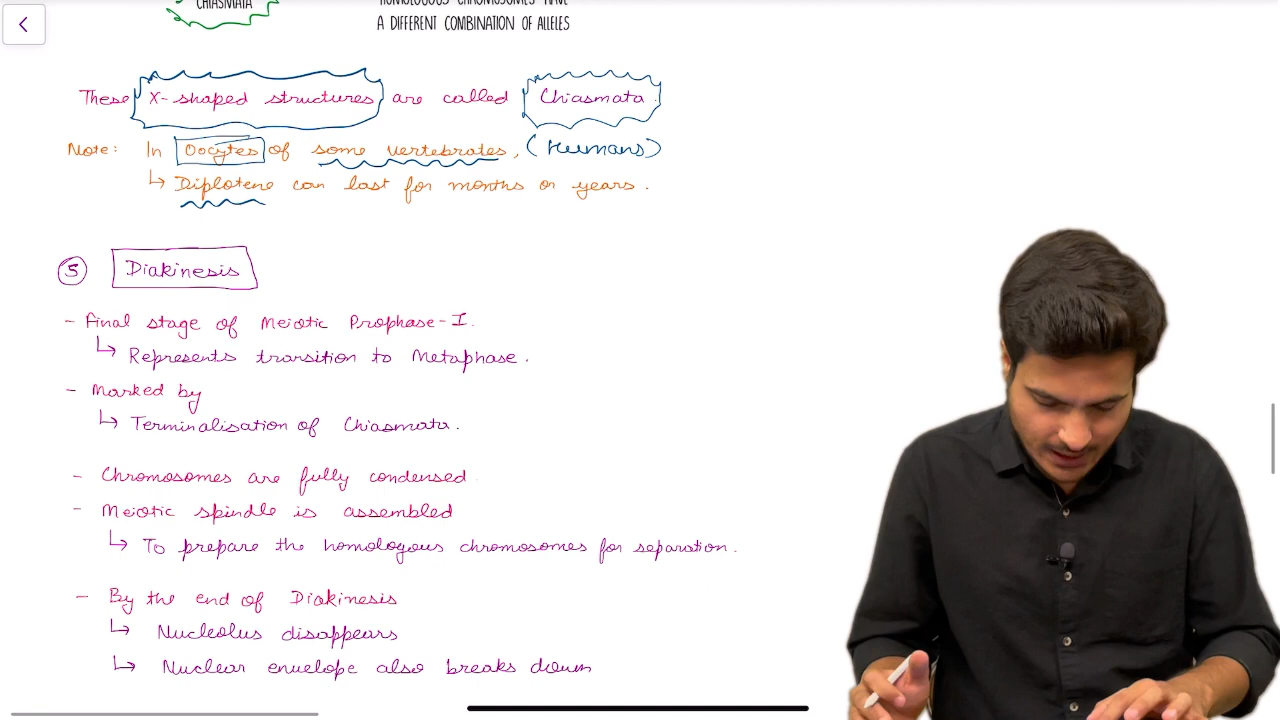 CHIASMATA
HOMOLOGOUS CHROMOSOMES HAVE
A DIFFERENT COMBINATION OF ALLELES
These X-shaped structures are called Chiasmata.
Note: In Oocytes of some vertebrates, (Humans)
↳ Diplotene can last for months or years.
5 Diakinesis
- Final stage of Meiotic Prophase-I.
↳ Represents transition to Metaphase.
- Marked by
↳ Terminalisation of Chiasmata.
- Chromosomes are fully condensed
- Meiotic spindle is assembled
↳ To prepare the homologous chromosomes for separation.
- By the end of Diakinesis
↳ Nucleolus disappears
↳ Nuclear envelope also breaks down